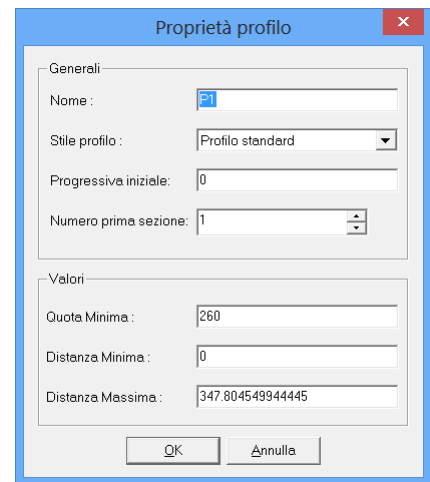 Proprietà profilo
Generali
Nome : P1
Stile profilo : Profilo standard
Progressiva iniziale: 0
Numero prima sezione: 1
Valori
Quota Minima : 260
Distanza Minima : 0
Distanza Massima : 347.804549944445
OK Annulla